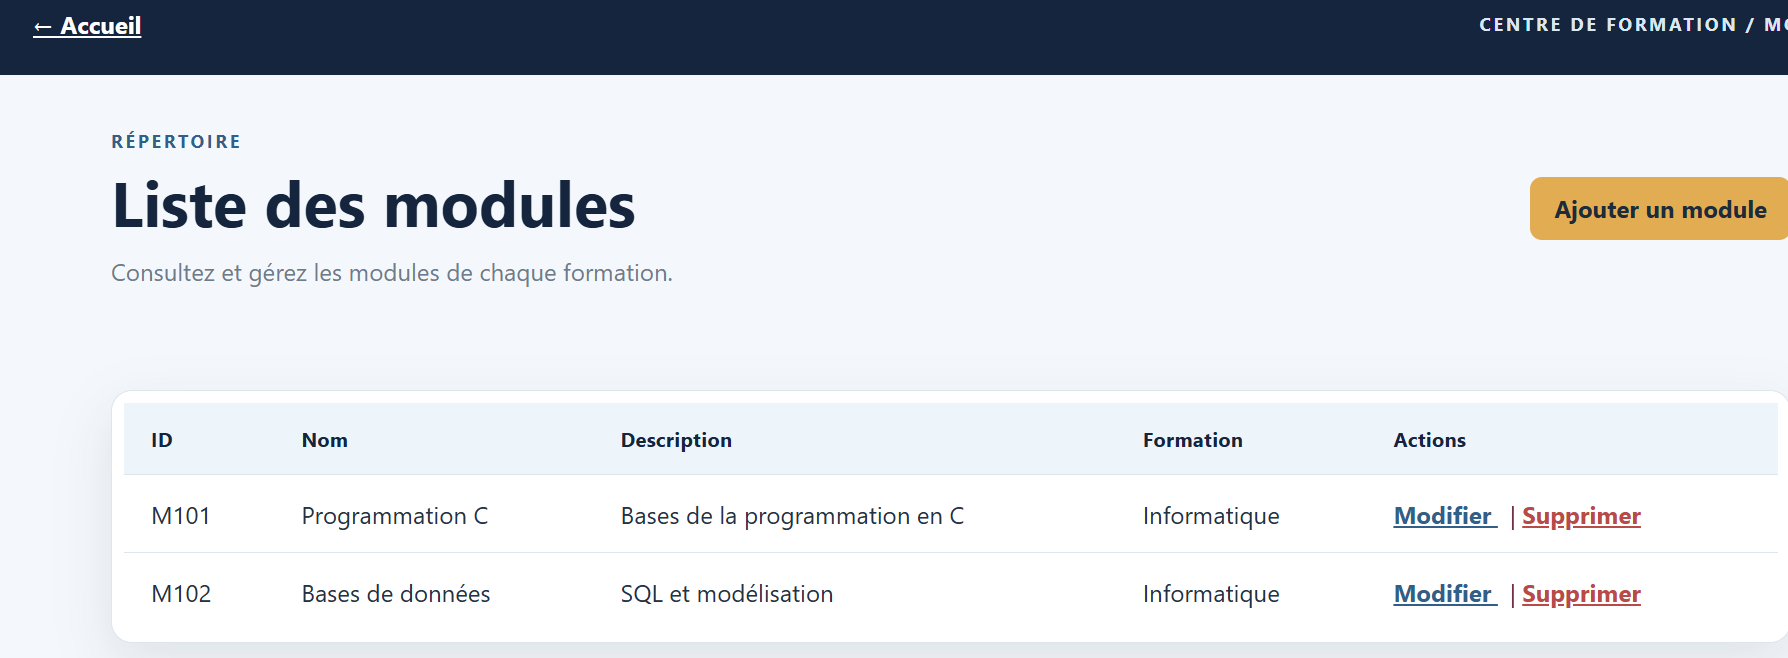 ← Accueil
CENTRE DE FORMATION /
RÉPERTOIRE
Liste des modules
Ajouter un module
Consultez et gérez les modules de chaque formation.
ID Nom Description Formation Actions
M101 Programmation C Bases de la programmation en C Informatique Modifier | Supprimer
M102 Bases de données SQL et modélisation Informatique Modifier | Supprimer